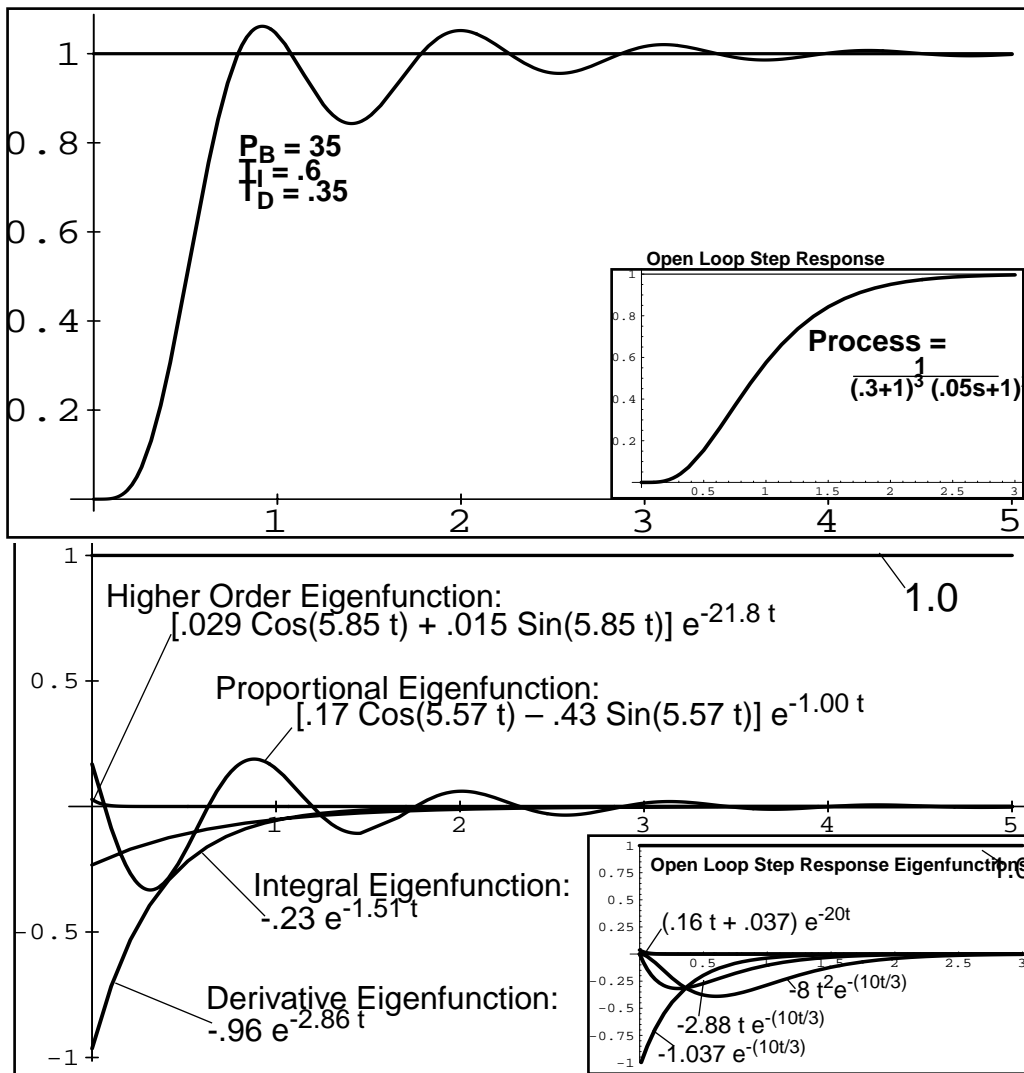 1
0.8
0.6
0.4
0.2
1 2 3 4 5
P_B = 35
T_I = .6
T_D = .35
Open Loop Step Response
1
0.8
0.6
0.4
0.2
0.5 1 1.5 2 2.5 3
Process =
1
(.3+1)^3 (.05s+1)
1
0.5
-0.5
-1
1 2 3 4 5
1.0
Higher Order Eigenfunction:
[.029 Cos(5.85 t) + .015 Sin(5.85 t)] e^-21.8 t
Proportional Eigenfunction:
[.17 Cos(5.57 t) – .43 Sin(5.57 t)] e^-1.00 t
Integral Eigenfunction:
-.23 e^-1.51 t
Derivative Eigenfunction:
-.96 e^-2.86 t
Open Loop Step Response Eigenfunctions
1.0
1
0.75
0.5
0.25
-0.25
-0.5
-0.75
-1
0.5 1 1.5 2 2.5 3
(.16 t + .037) e^-20t
-8 t^2 e^-(10t/3)
-2.88 t e^-(10t/3)
-1.037 e^-(10t/3)